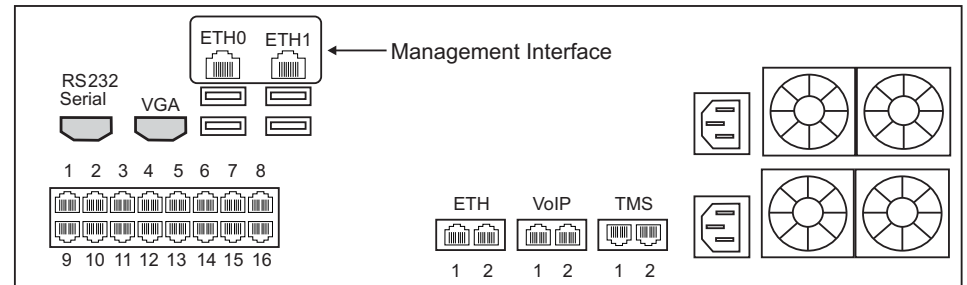 ETH0 ETH1
Management Interface
RS232
Serial
VGA
1 2 3 4 5 6 7 8
9 10 11 12 13 14 15 16
ETH VoIP TMS
1 2 1 2 1 2